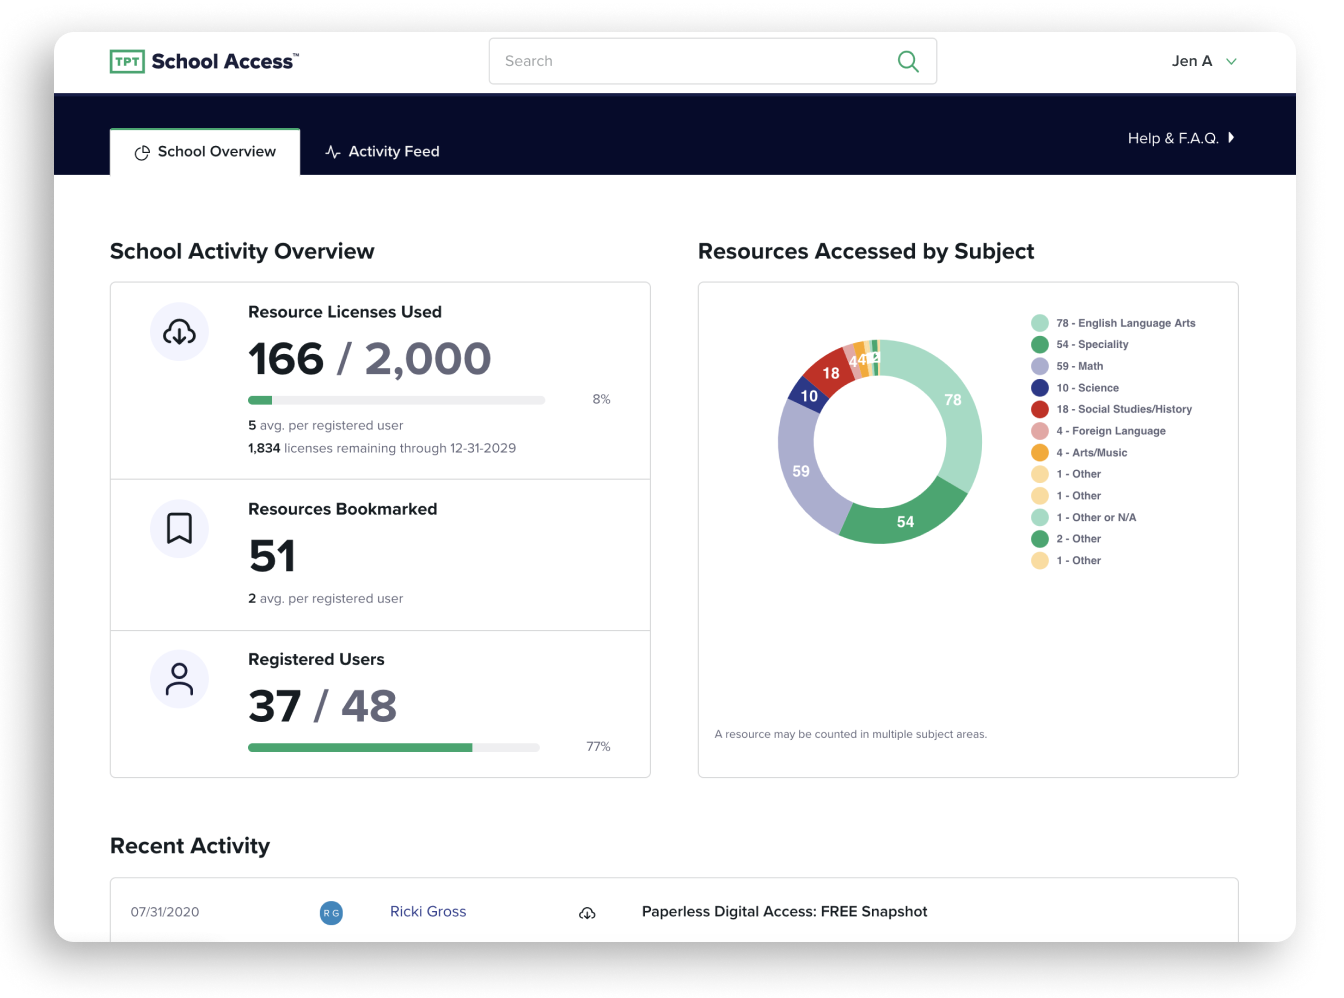 TPT School Access™
Search
Jen A
School Overview
Activity Feed
Help & F.A.Q.
School Activity Overview
Resource Licenses Used
166 / 2,000
8%
5 avg. per registered user
1,834 licenses remaining through 12-31-2029
Resources Bookmarked
51
2 avg. per registered user
Registered Users
37 / 48
77%
Resources Accessed by Subject
78
54
59
10
18
4
4
2
78 - English Language Arts
54 - Speciality
59 - Math
10 - Science
18 - Social Studies/History
4 - Foreign Language
4 - Arts/Music
1 - Other
1 - Other
1 - Other or N/A
2 - Other
1 - Other
A resource may be counted in multiple subject areas.
Recent Activity
07/31/2020
RG
Ricki Gross
Paperless Digital Access: FREE Snapshot